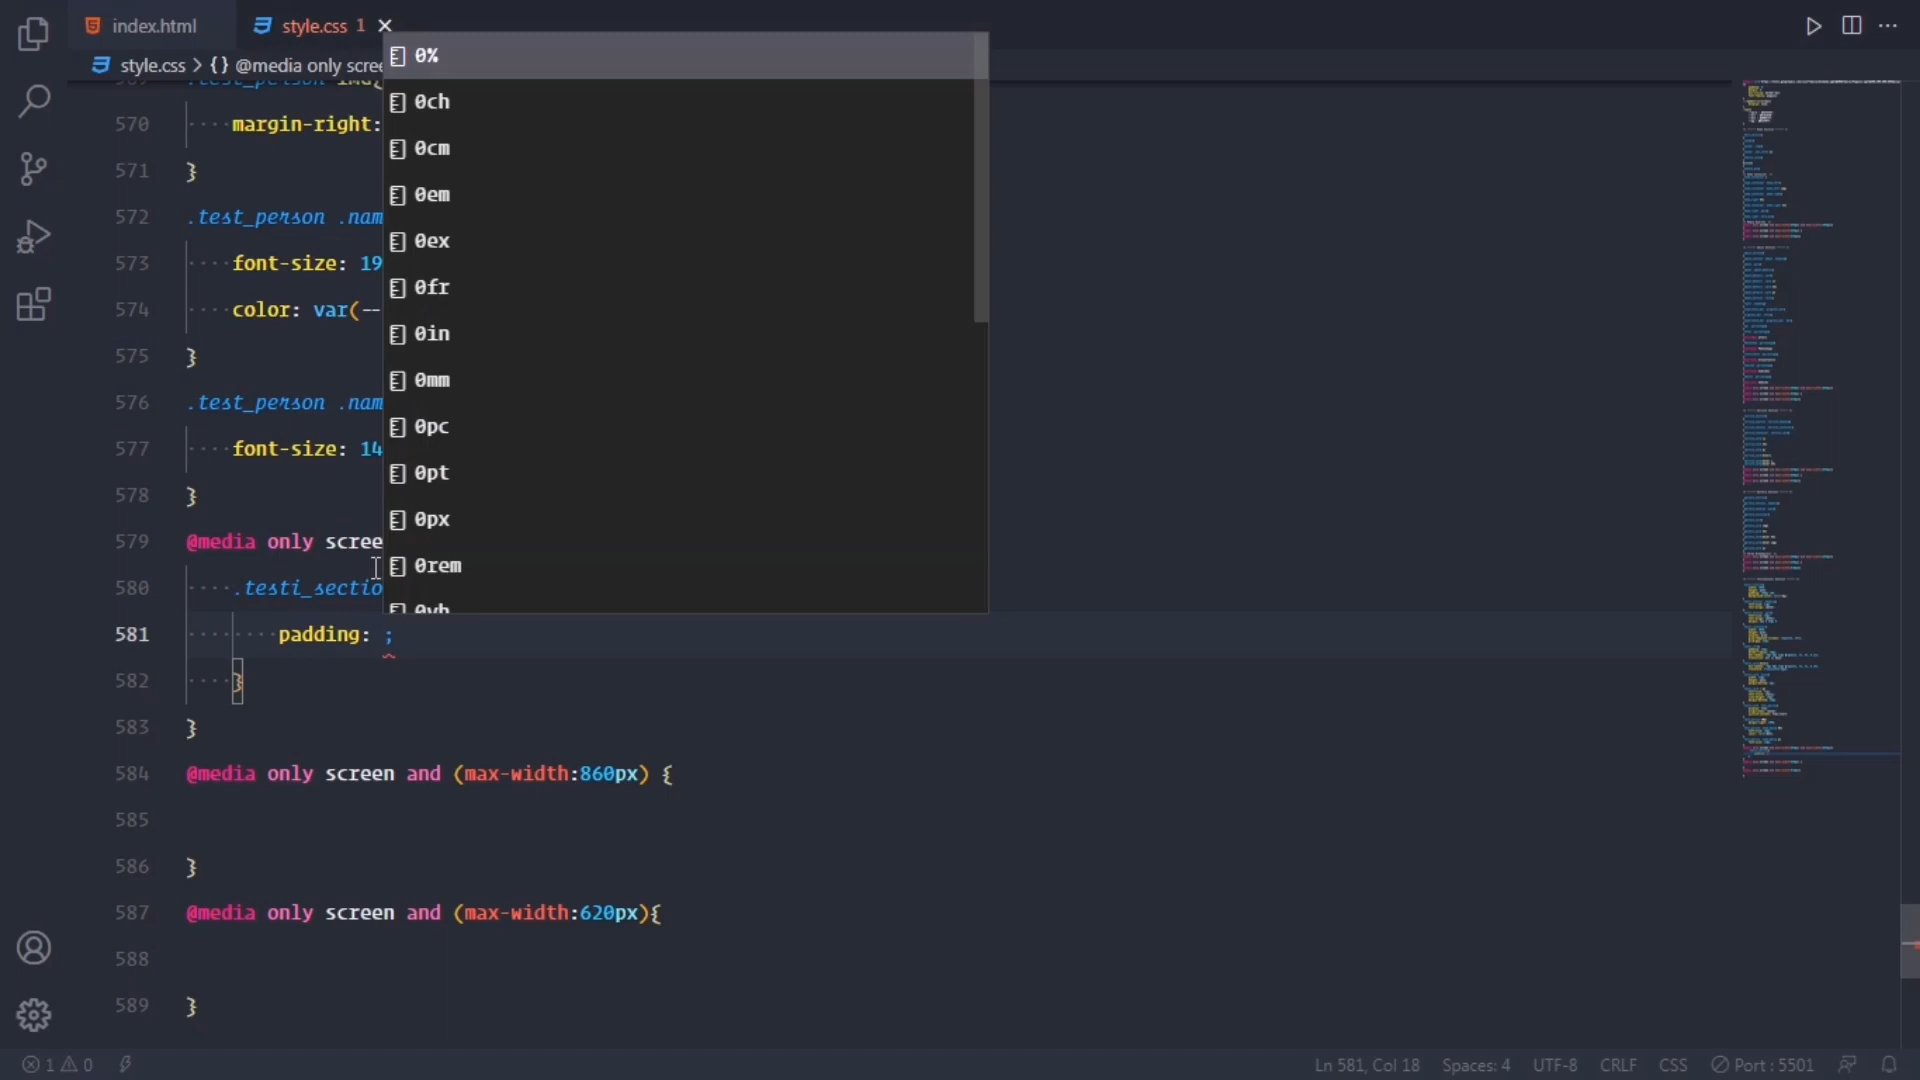 index.html
style.css 1
style.css > {} @media only scree
570 margin-right:
571 }
572 .test_person .nam
573 font-size: 19
574 color: var(--
575 }
576 .test_person .nam
577 font-size: 14
578 }
579 @media only scree
580 .testi_sectio
581 padding: ;
582 }
583 }
584 @media only screen and (max-width:860px) {
585
586 }
587 @media only screen and (max-width:620px){
588
589 }
0%
0ch
0cm
0em
0ex
0fr
0in
0mm
0pc
0pt
0px
0rem
0vh
1 0
Ln 581, Col 18 Spaces: 4 UTF-8 CRLF CSS Port : 5501